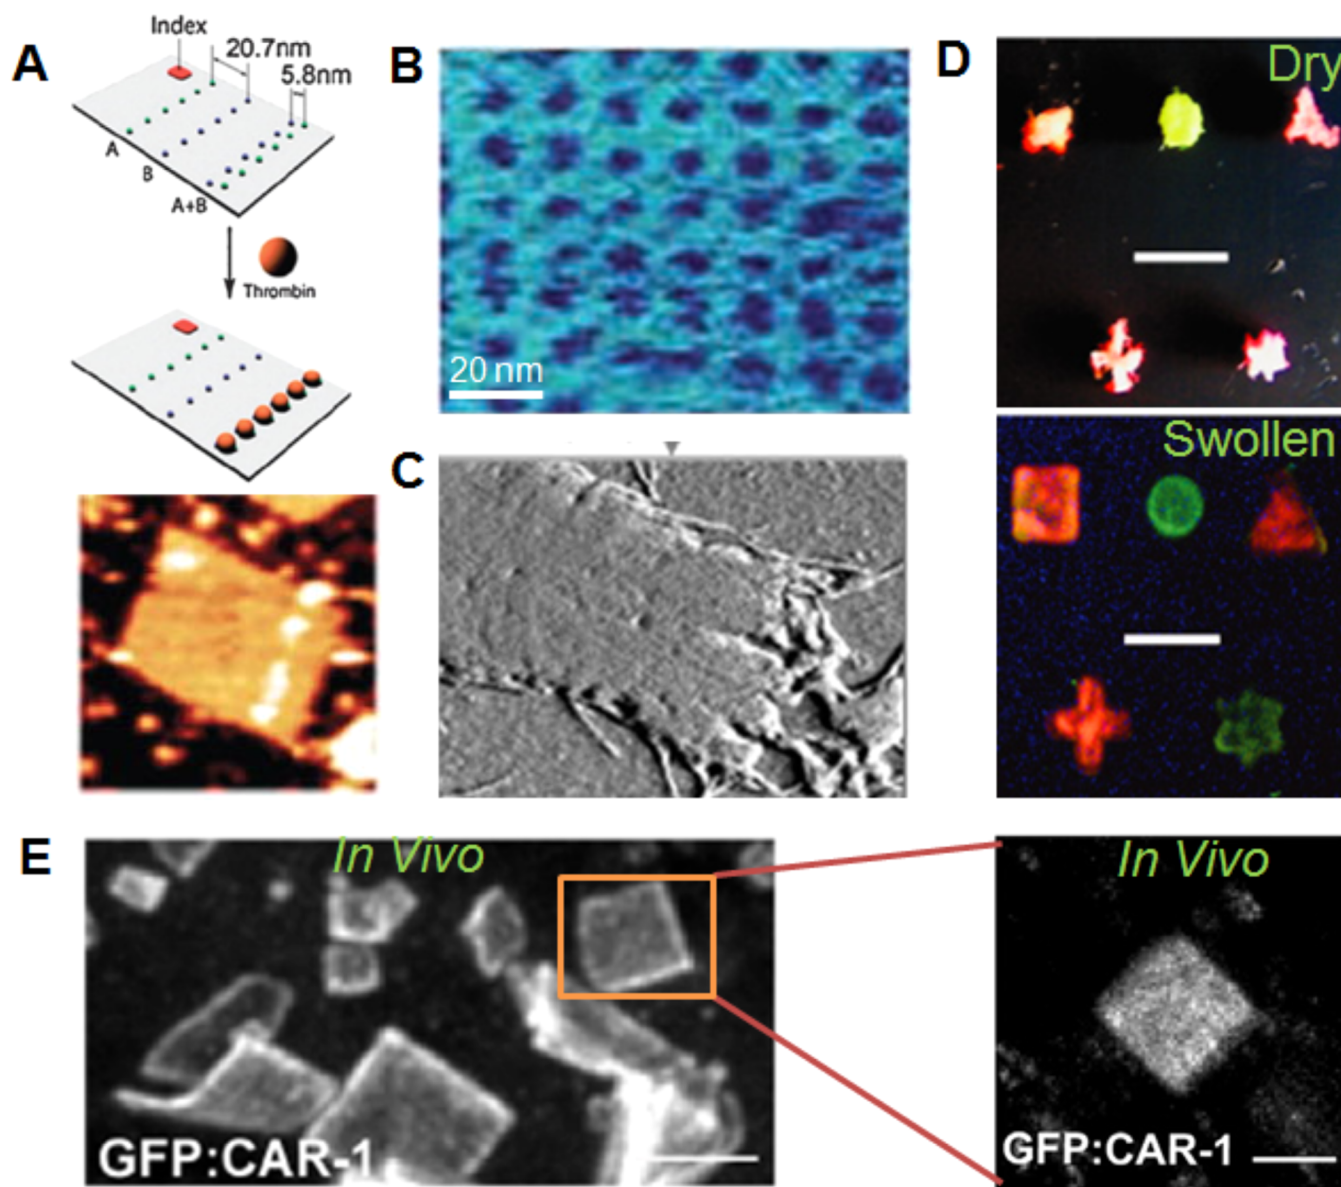 A
Index
20.7nm
5.8nm
A
B
A+B
Thrombin
B
20 nm
C
D
Dry
Swollen
E
In Vivo
GFP:CAR-1
In Vivo
GFP:CAR-1